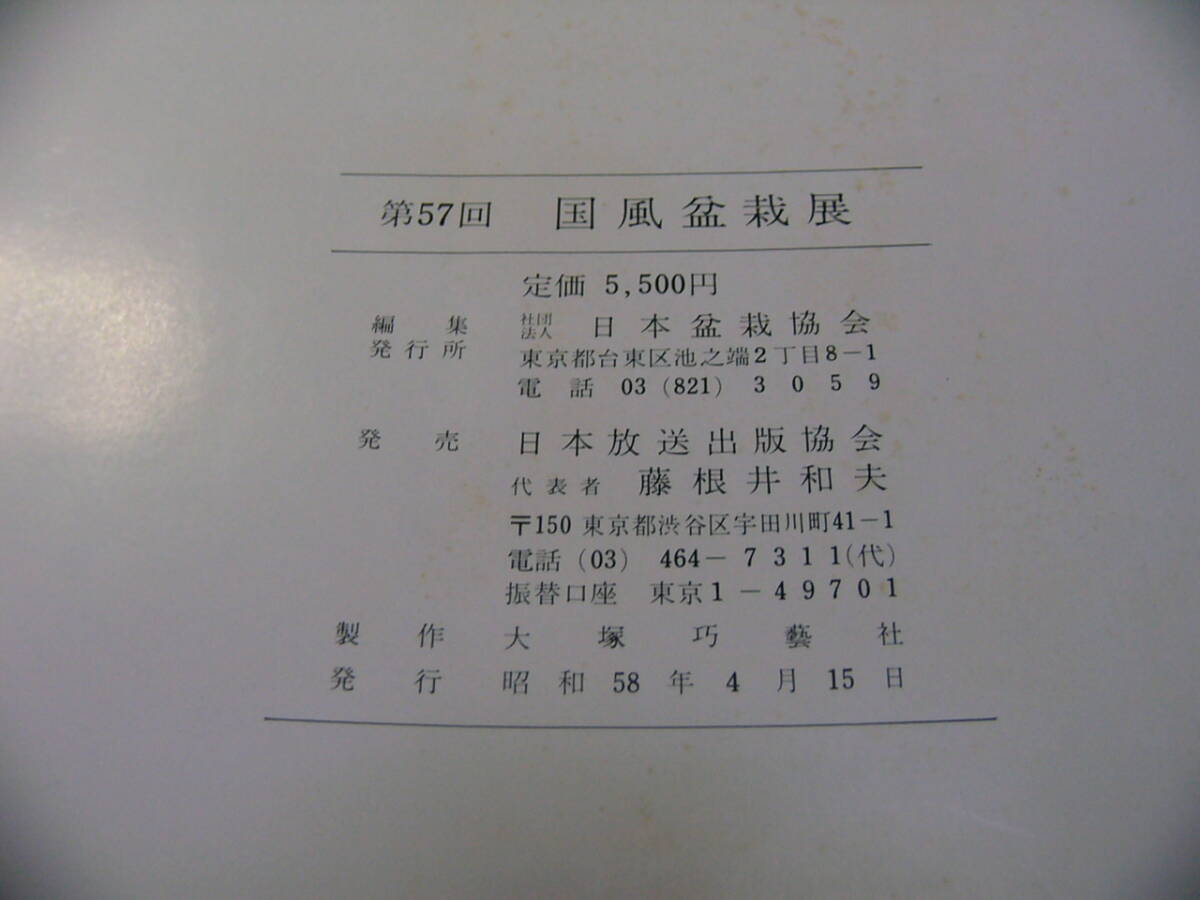 第57回 国風盆栽展
定価 5,500円
編集 社団法人 日本盆栽協会
発行所 東京都台東区池之端2丁目8-1
電話 03 (821) 3059
発売 日本放送出版協会
代表者 藤根井和夫
〒150 東京都渋谷区宇田川町41-1
電話 (03) 464-7311(代)
振替口座 東京1-49701
製作 大塚巧藝社
発行 昭和58年4月15日